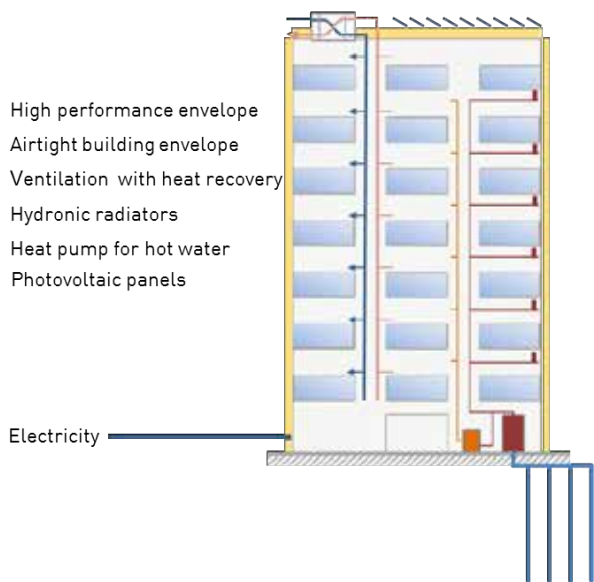 High performance envelope
Airtight building envelope
Ventilation with heat recovery
Hydronic radiators
Heat pump for hot water
Photovoltaic panels
Electricity